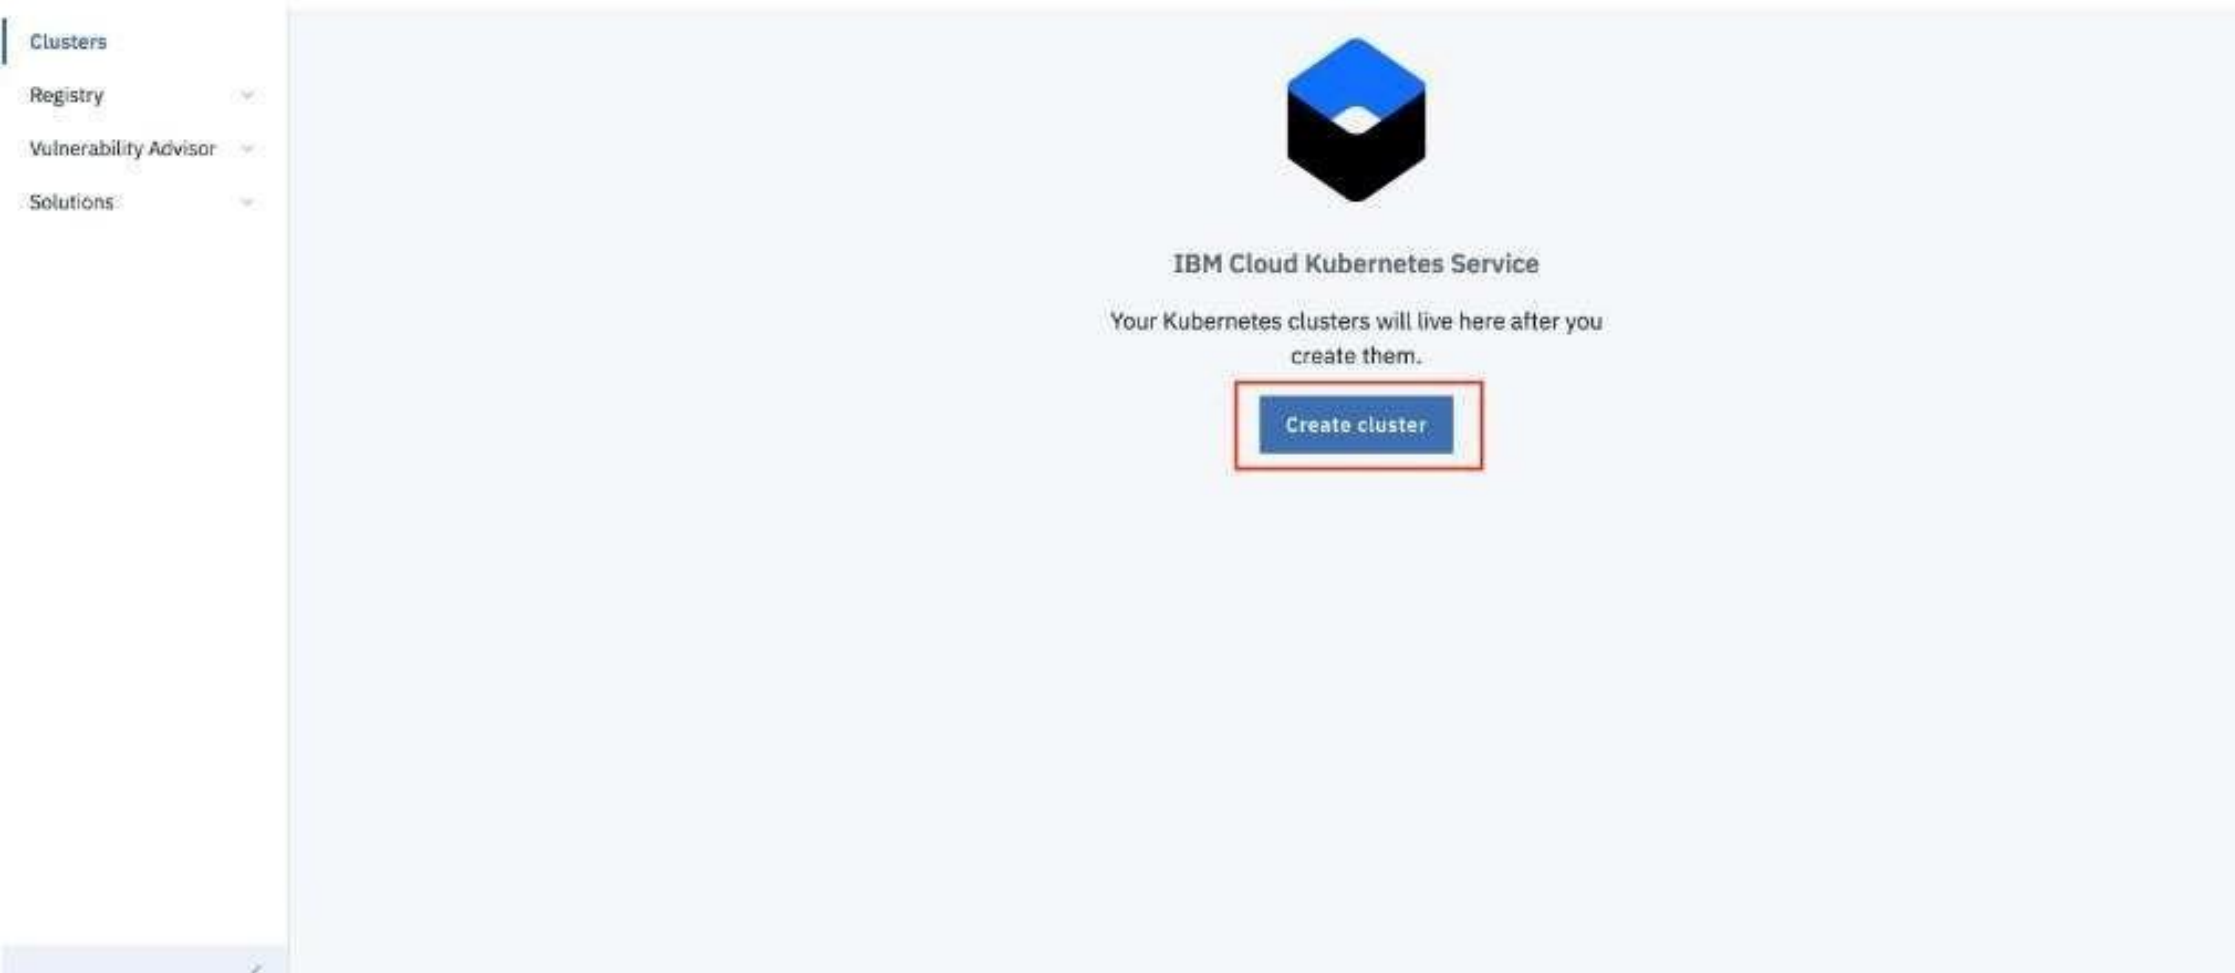 Clusters
Registry
Vulnerability Advisor
Solutions
IBM Cloud Kubernetes Service
Your Kubernetes clusters will live here after you
create them.
Create cluster